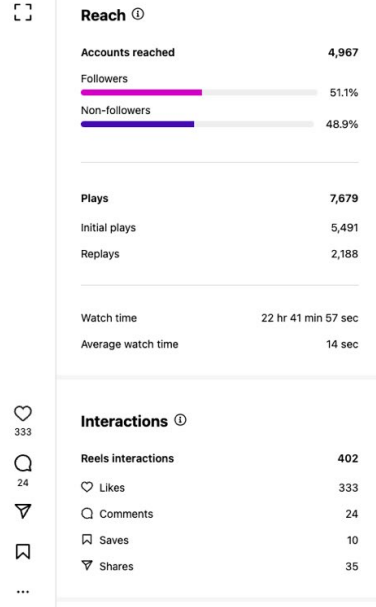 Reach
Accounts reached 4,967
Followers
51.1%
Non-followers
48.9%
Plays 7,679
Initial plays 5,491
Replays 2,188
Watch time 22 hr 41 min 57 sec
Average watch time 14 sec
Interactions
Reels interactions 402
Likes 333
Comments 24
Saves 10
Shares 35
333
24